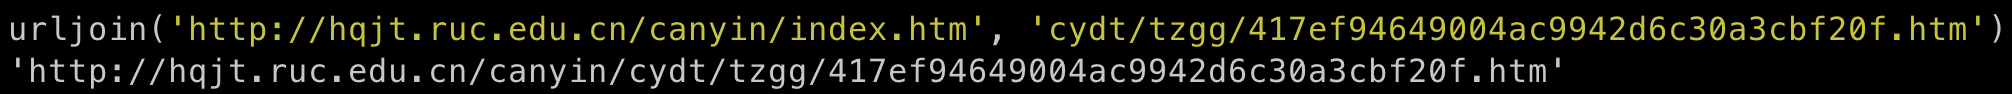 urljoin('http://hqjt.ruc.edu.cn/canyin/index.htm', 'cydt/tzgg/417ef94649004ac9942d6c30a3cbf20f.htm')
'http://hqjt.ruc.edu.cn/canyin/cydt/tzgg/417ef94649004ac9942d6c30a3cbf20f.htm'